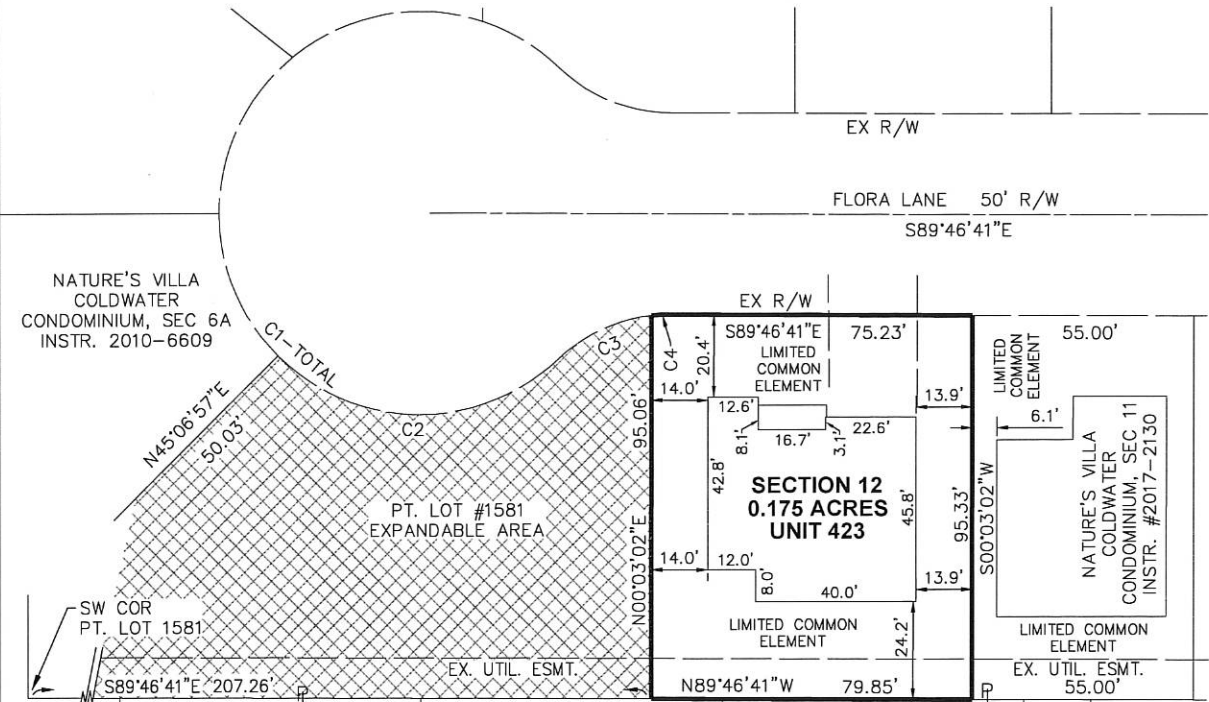 EX R/W
FLORA LANE 50' R/W
S89°46'41"E
NATURE'S VILLA
COLDWATER
CONDOMINIUM, SEC 6A
INSTR. 2010-6609
C1-TOTAL
C2
C3
C4
N45°06'57"E
50.03'
PT. LOT #1581
EXPANDABLE AREA
SW COR
PT. LOT 1581
S89°46'41"E 207.26'
EX. UTIL. ESMT.
EX R/W
S89°46'41"E 75.23'
20.4'
LIMITED
COMMON
ELEMENT
14.0'
13.9'
95.06'
N00°03'02"E
12.6'
8.1'
16.7'
3.1'
22.6'
42.8'
SECTION 12
0.175 ACRES
UNIT 423
45.8'
95.33'
S00°03'02"W
14.0'
12.0'
8.0'
40.0'
13.9'
LIMITED COMMON
ELEMENT
24.2'
N89°46'41"W 79.85'
55.00'
LIMITED
COMMON
ELEMENT
6.1'
NATURE'S VILLA
COLDWATER
CONDOMINIUM, SEC 11
INSTR. #2017-2130
LIMITED COMMON
ELEMENT
EX. UTIL. ESMT.
P
P
55.00'